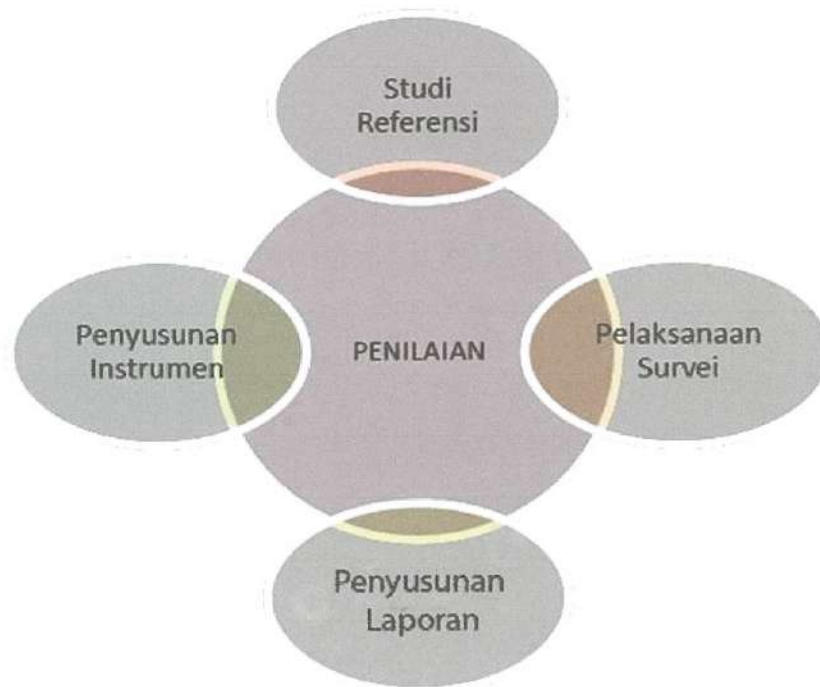 Studi
Referensi
Penyusunan
Instrumen
PENILAIAN
Pelaksanaan
Survei
Penyusunan
Laporan